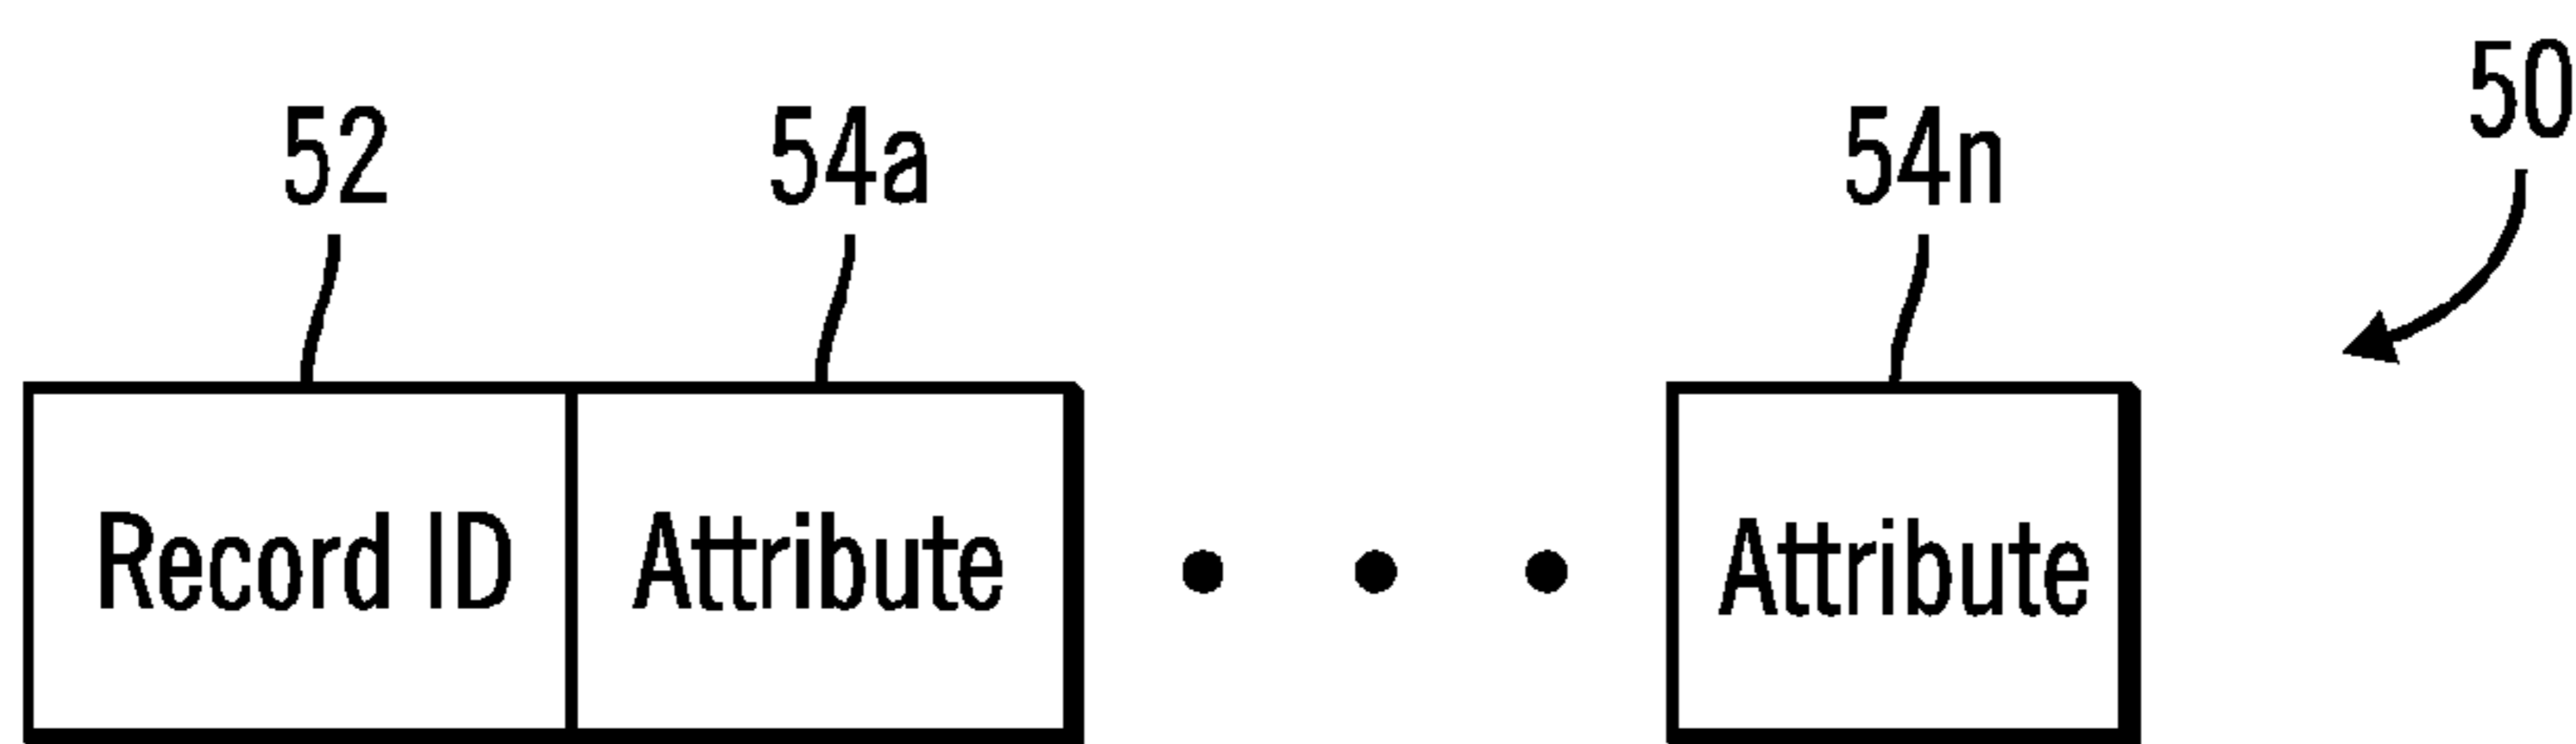 50
52 54a 54n
Record ID Attribute • • • Attribute